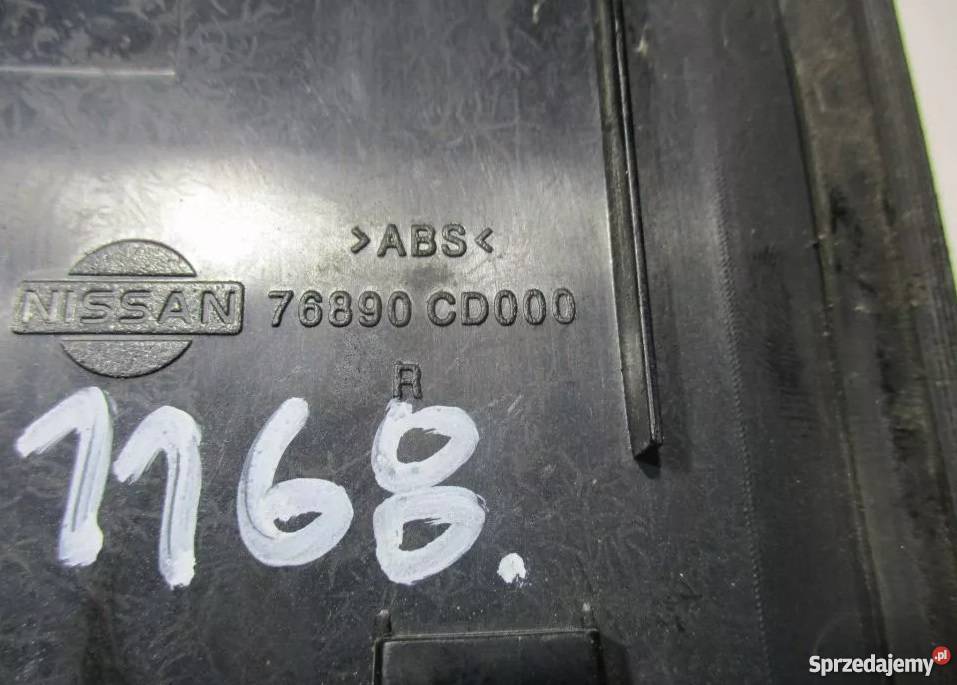 >ABS<
NISSAN 76890 CD000
R
1168.
Sprzedajemy.pl